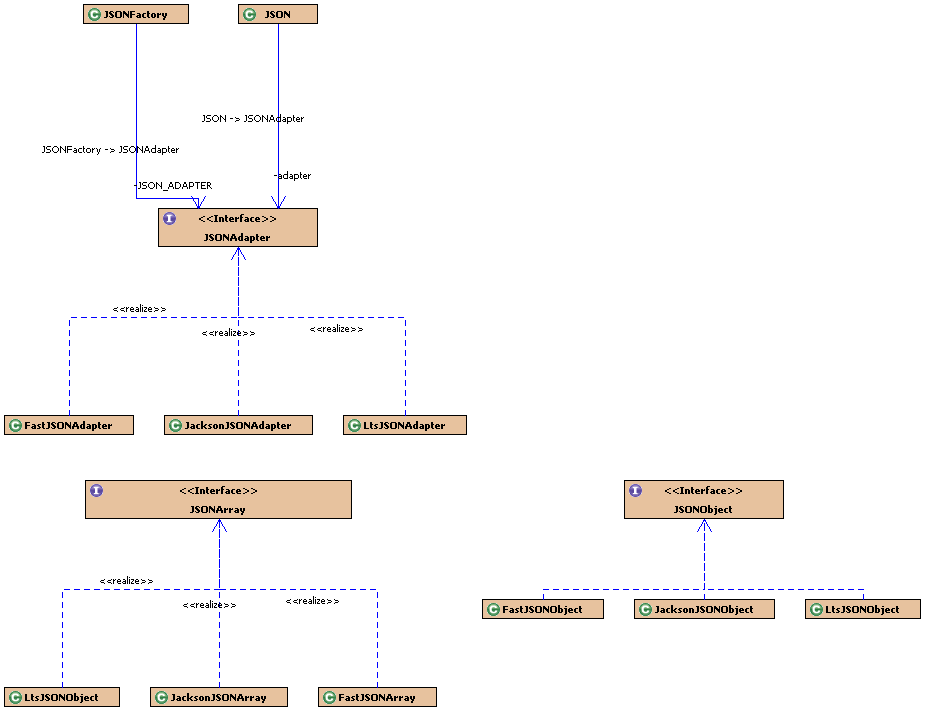 JSONFactory
JSON
JSON -> JSONAdapter
JSONFactory -> JSONAdapter
-adapter
-JSON_ADAPTER
<<Interface>>
JSONAdapter
<<realize>>
<<realize>>
<<realize>>
FastJSONAdapter
JacksonJSONAdapter
LtsJSONAdapter
<<Interface>>
JSONArray
<<Interface>>
JSONObject
<<realize>>
<<realize>>
<<realize>>
FastJSONObject
JacksonJSONObject
LtsJSONObject
LtsJSONObject
JacksonJSONArray
FastJSONArray